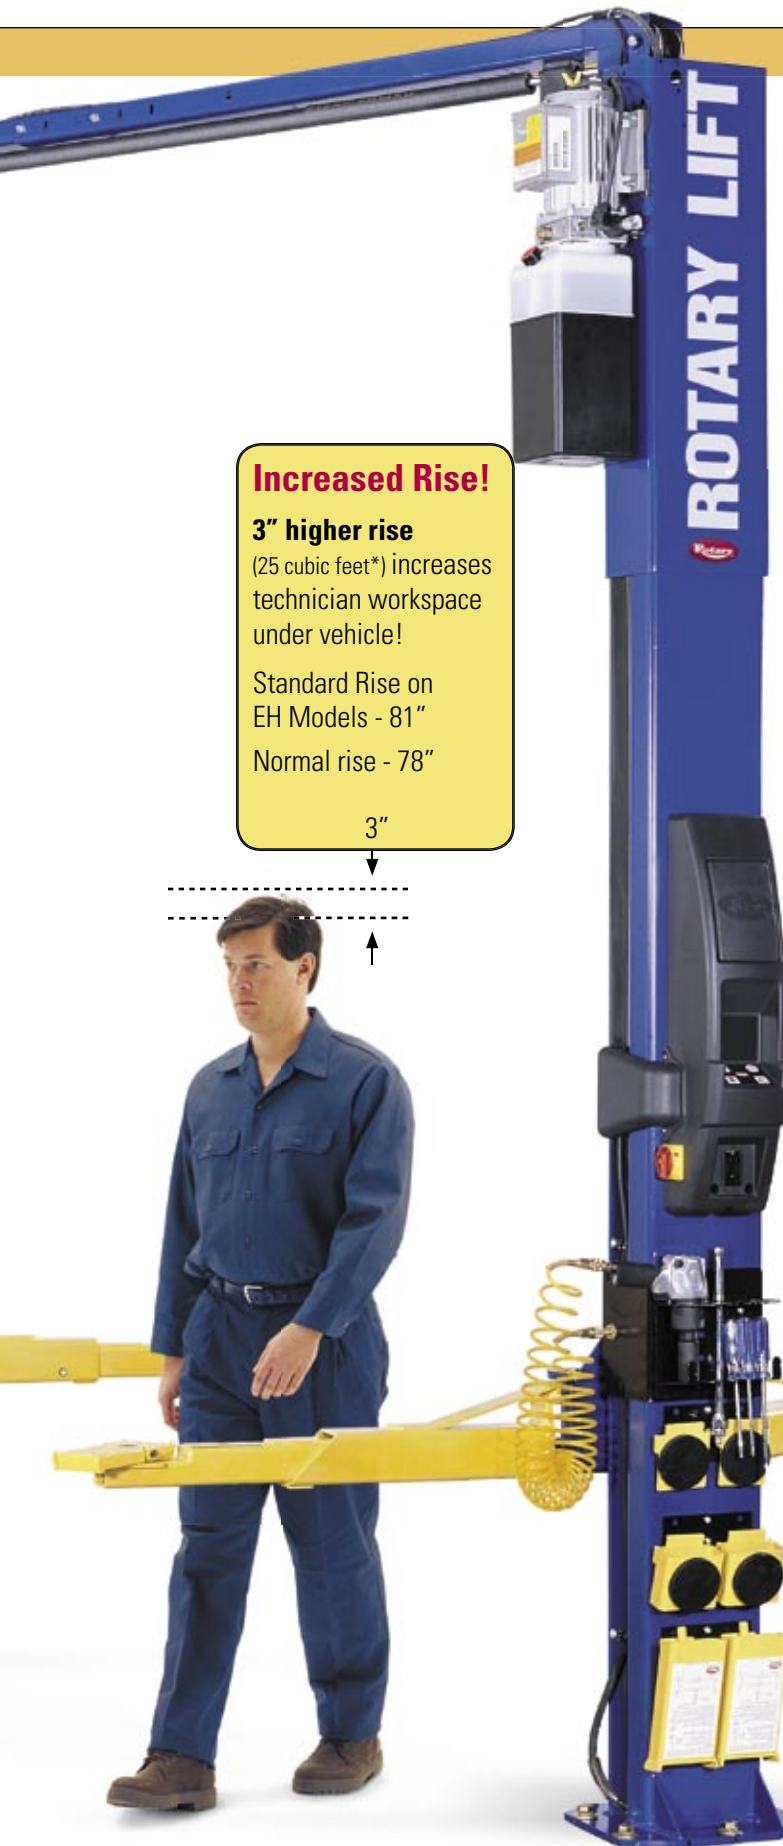 ROTARY LIFT
Rotary
Increased Rise!
3” higher rise
(25 cubic feet*) increases
technician workspace
under vehicle!
Standard Rise on
EH Models - 81”
Normal rise - 78”
3”